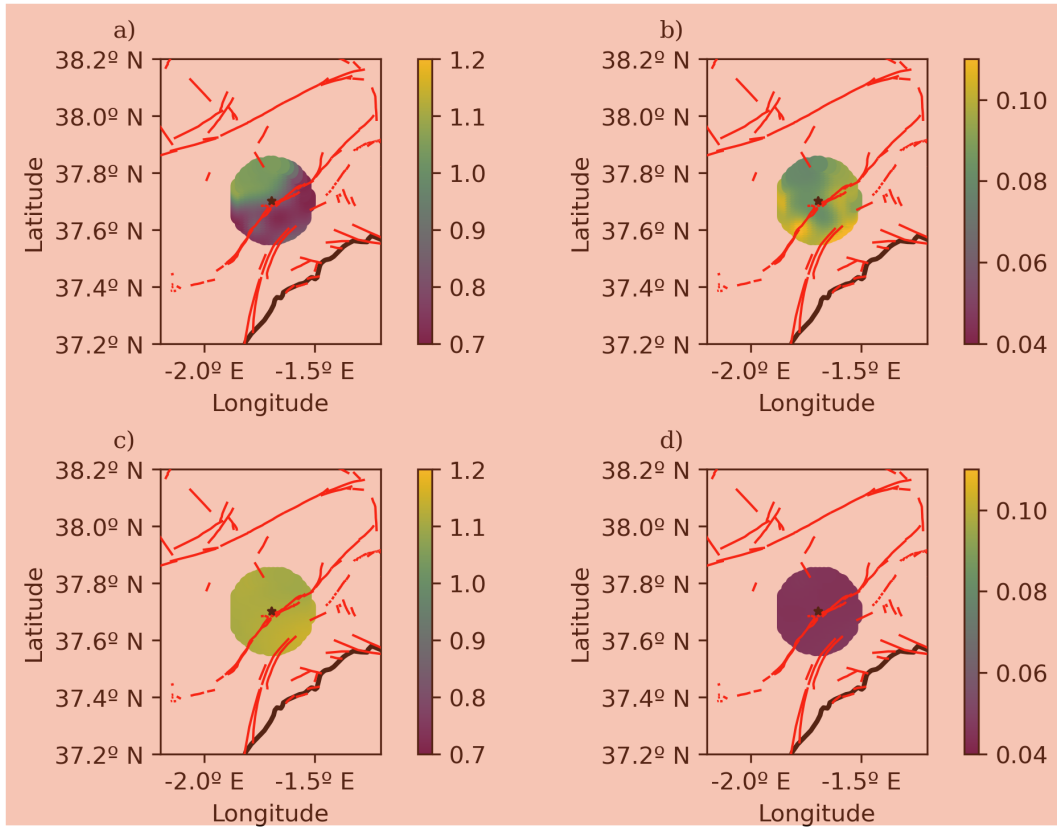 a)
38.2º N
38.0º N
37.8º N
37.6º N
37.4º N
37.2º N
Latitude
-2.0º E
-1.5º E
Longitude
1.2
1.1
1.0
0.9
0.8
0.7
b)
38.2º N
38.0º N
37.8º N
37.6º N
37.4º N
37.2º N
Latitude
-2.0º E
-1.5º E
Longitude
0.10
0.08
0.06
0.04
c)
38.2º N
38.0º N
37.8º N
37.6º N
37.4º N
37.2º N
Latitude
-2.0º E
-1.5º E
Longitude
1.2
1.1
1.0
0.9
0.8
0.7
d)
38.2º N
38.0º N
37.8º N
37.6º N
37.4º N
37.2º N
Latitude
-2.0º E
-1.5º E
Longitude
0.10
0.08
0.06
0.04